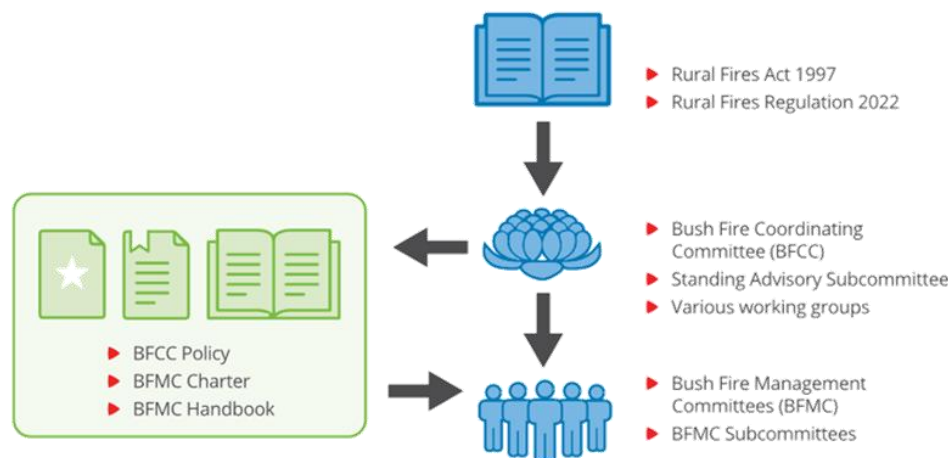 Rural Fires Act 1997
Rural Fires Regulation 2022
Bush Fire Coordinating
Committee (BFCC)
Standing Advisory Subcommittee
Various working groups
BFCC Policy
BFMC Charter
BFMC Handbook
Bush Fire Management
Committees (BFMC)
BFMC Subcommittees